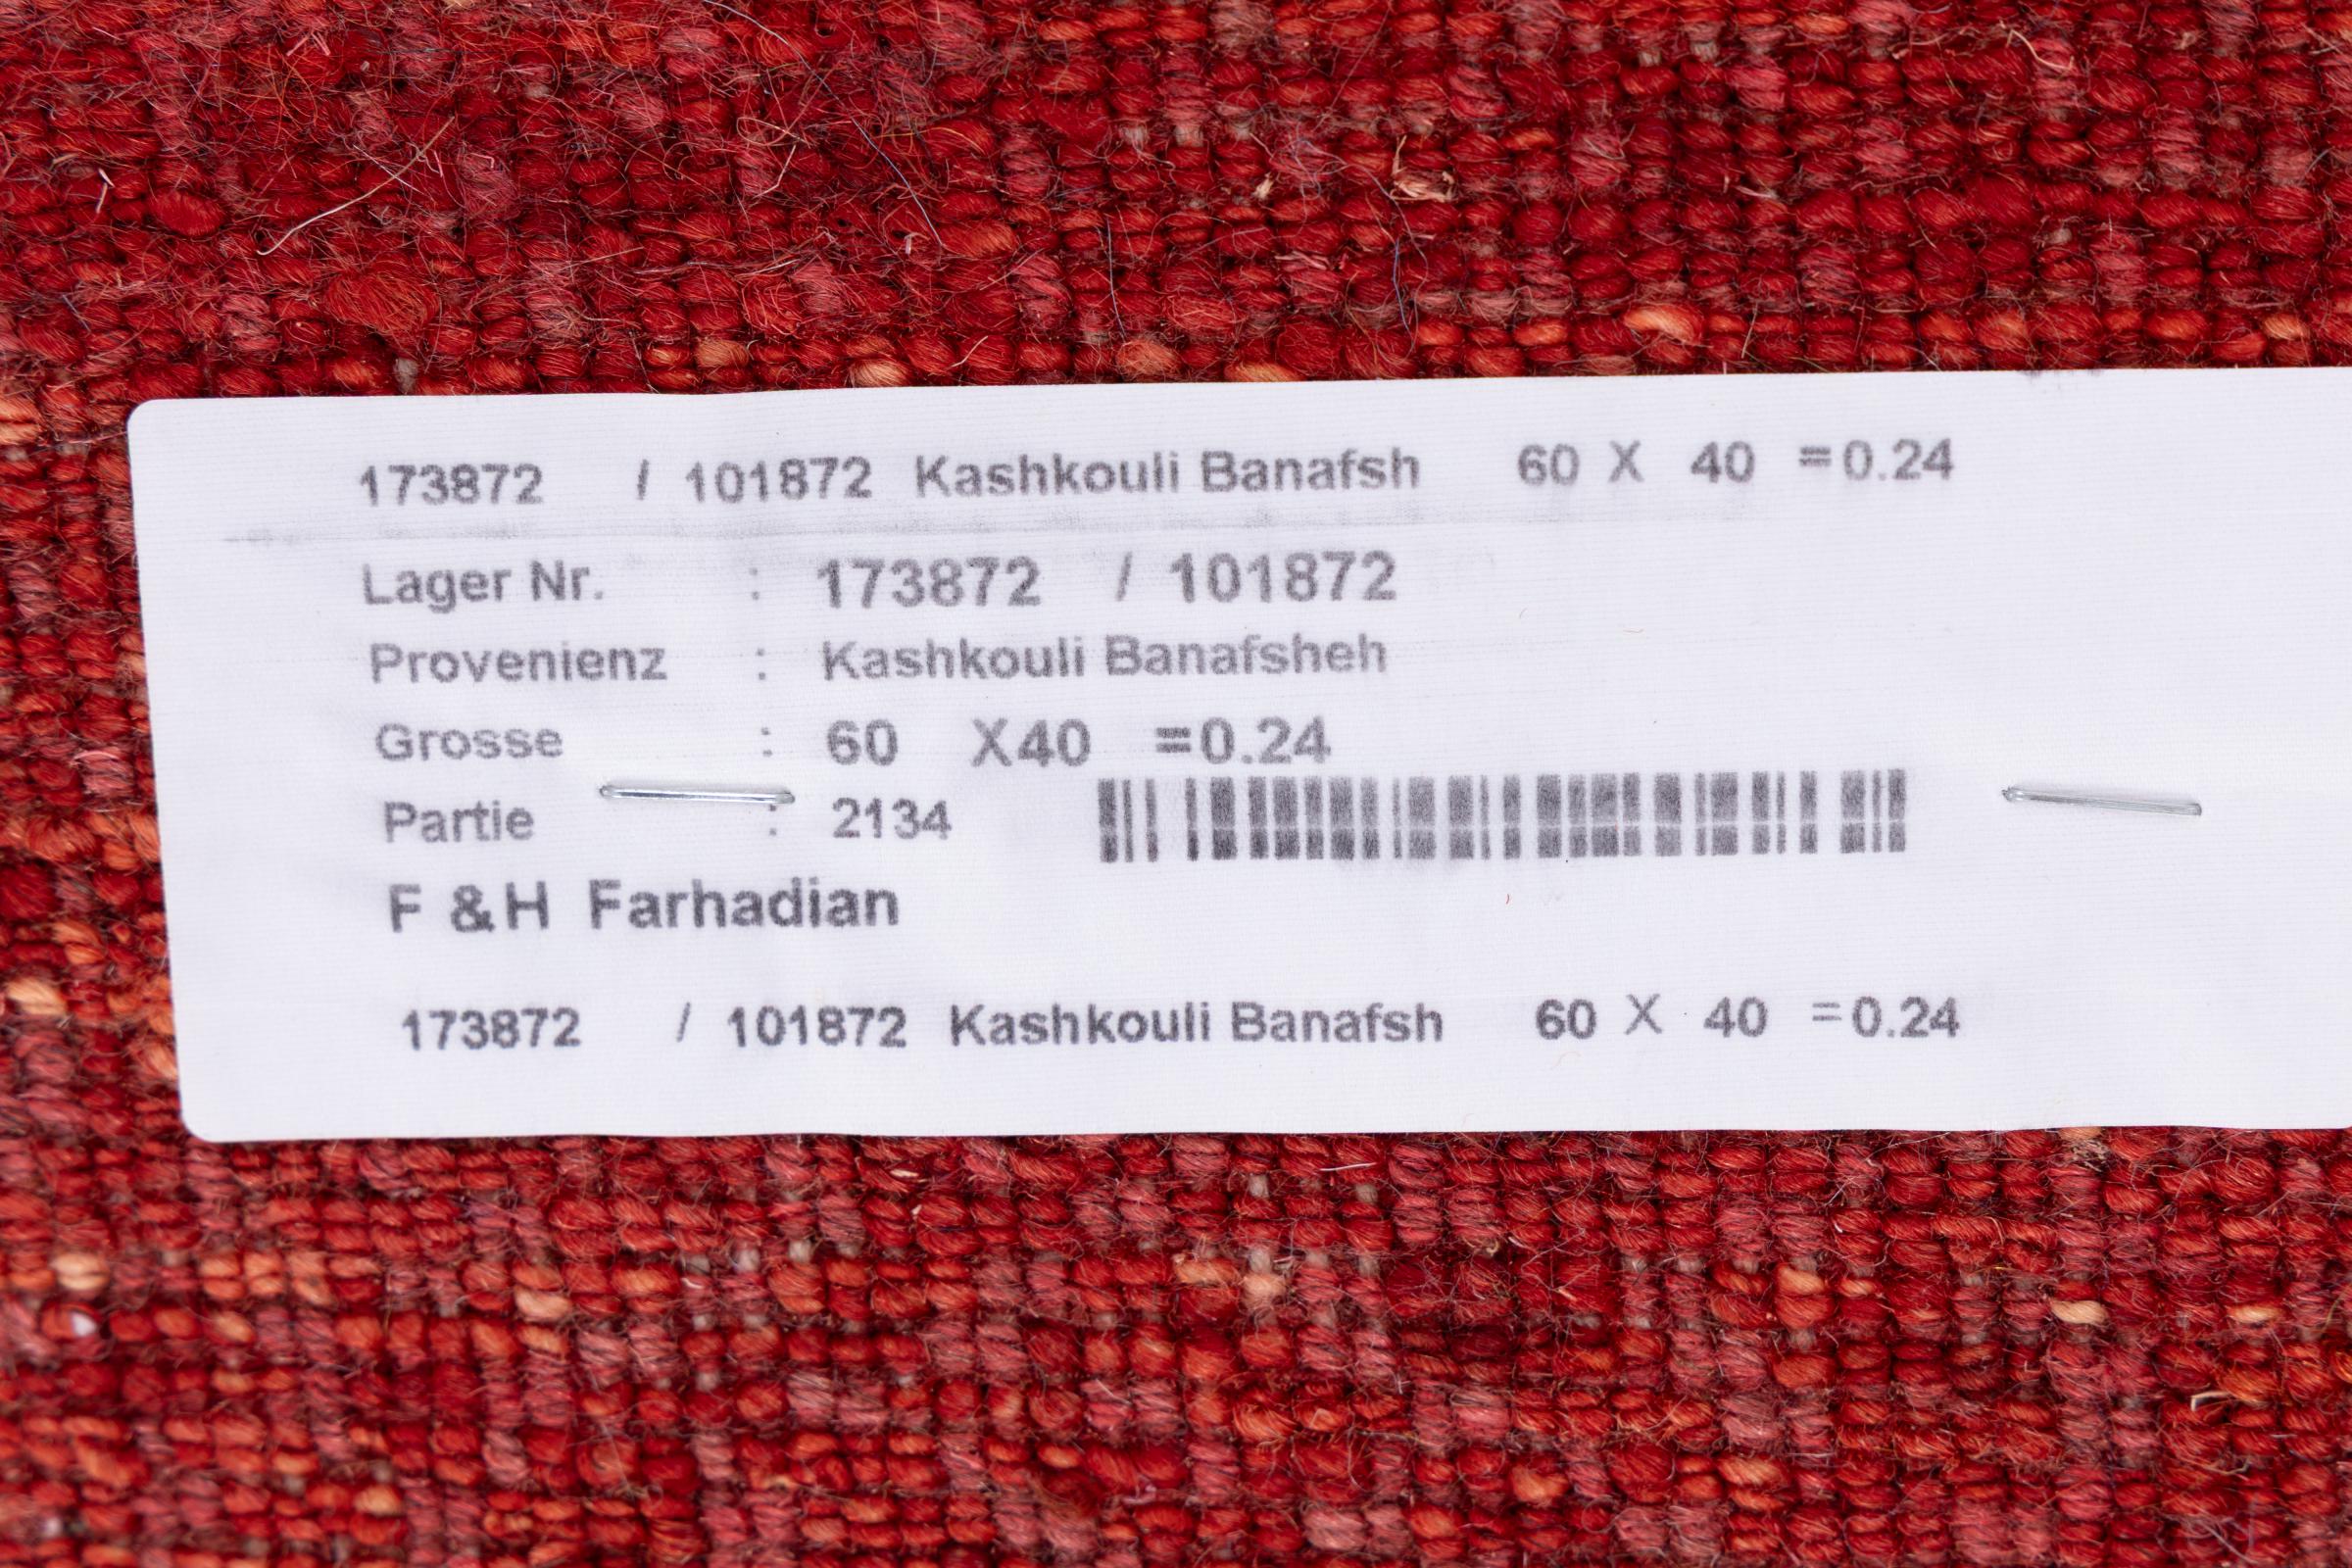 173872 / 101872 Kashkouli Banafsh 60 X 40 =0.24
Lager Nr. : 173872 / 101872
Provenienz : Kashkouli Banafsheh
Grosse : 60 X40 =0.24
Partie : 2134
F &H Farhadian
173872 / 101872 Kashkouli Banafsh 60 X 40 =0.24